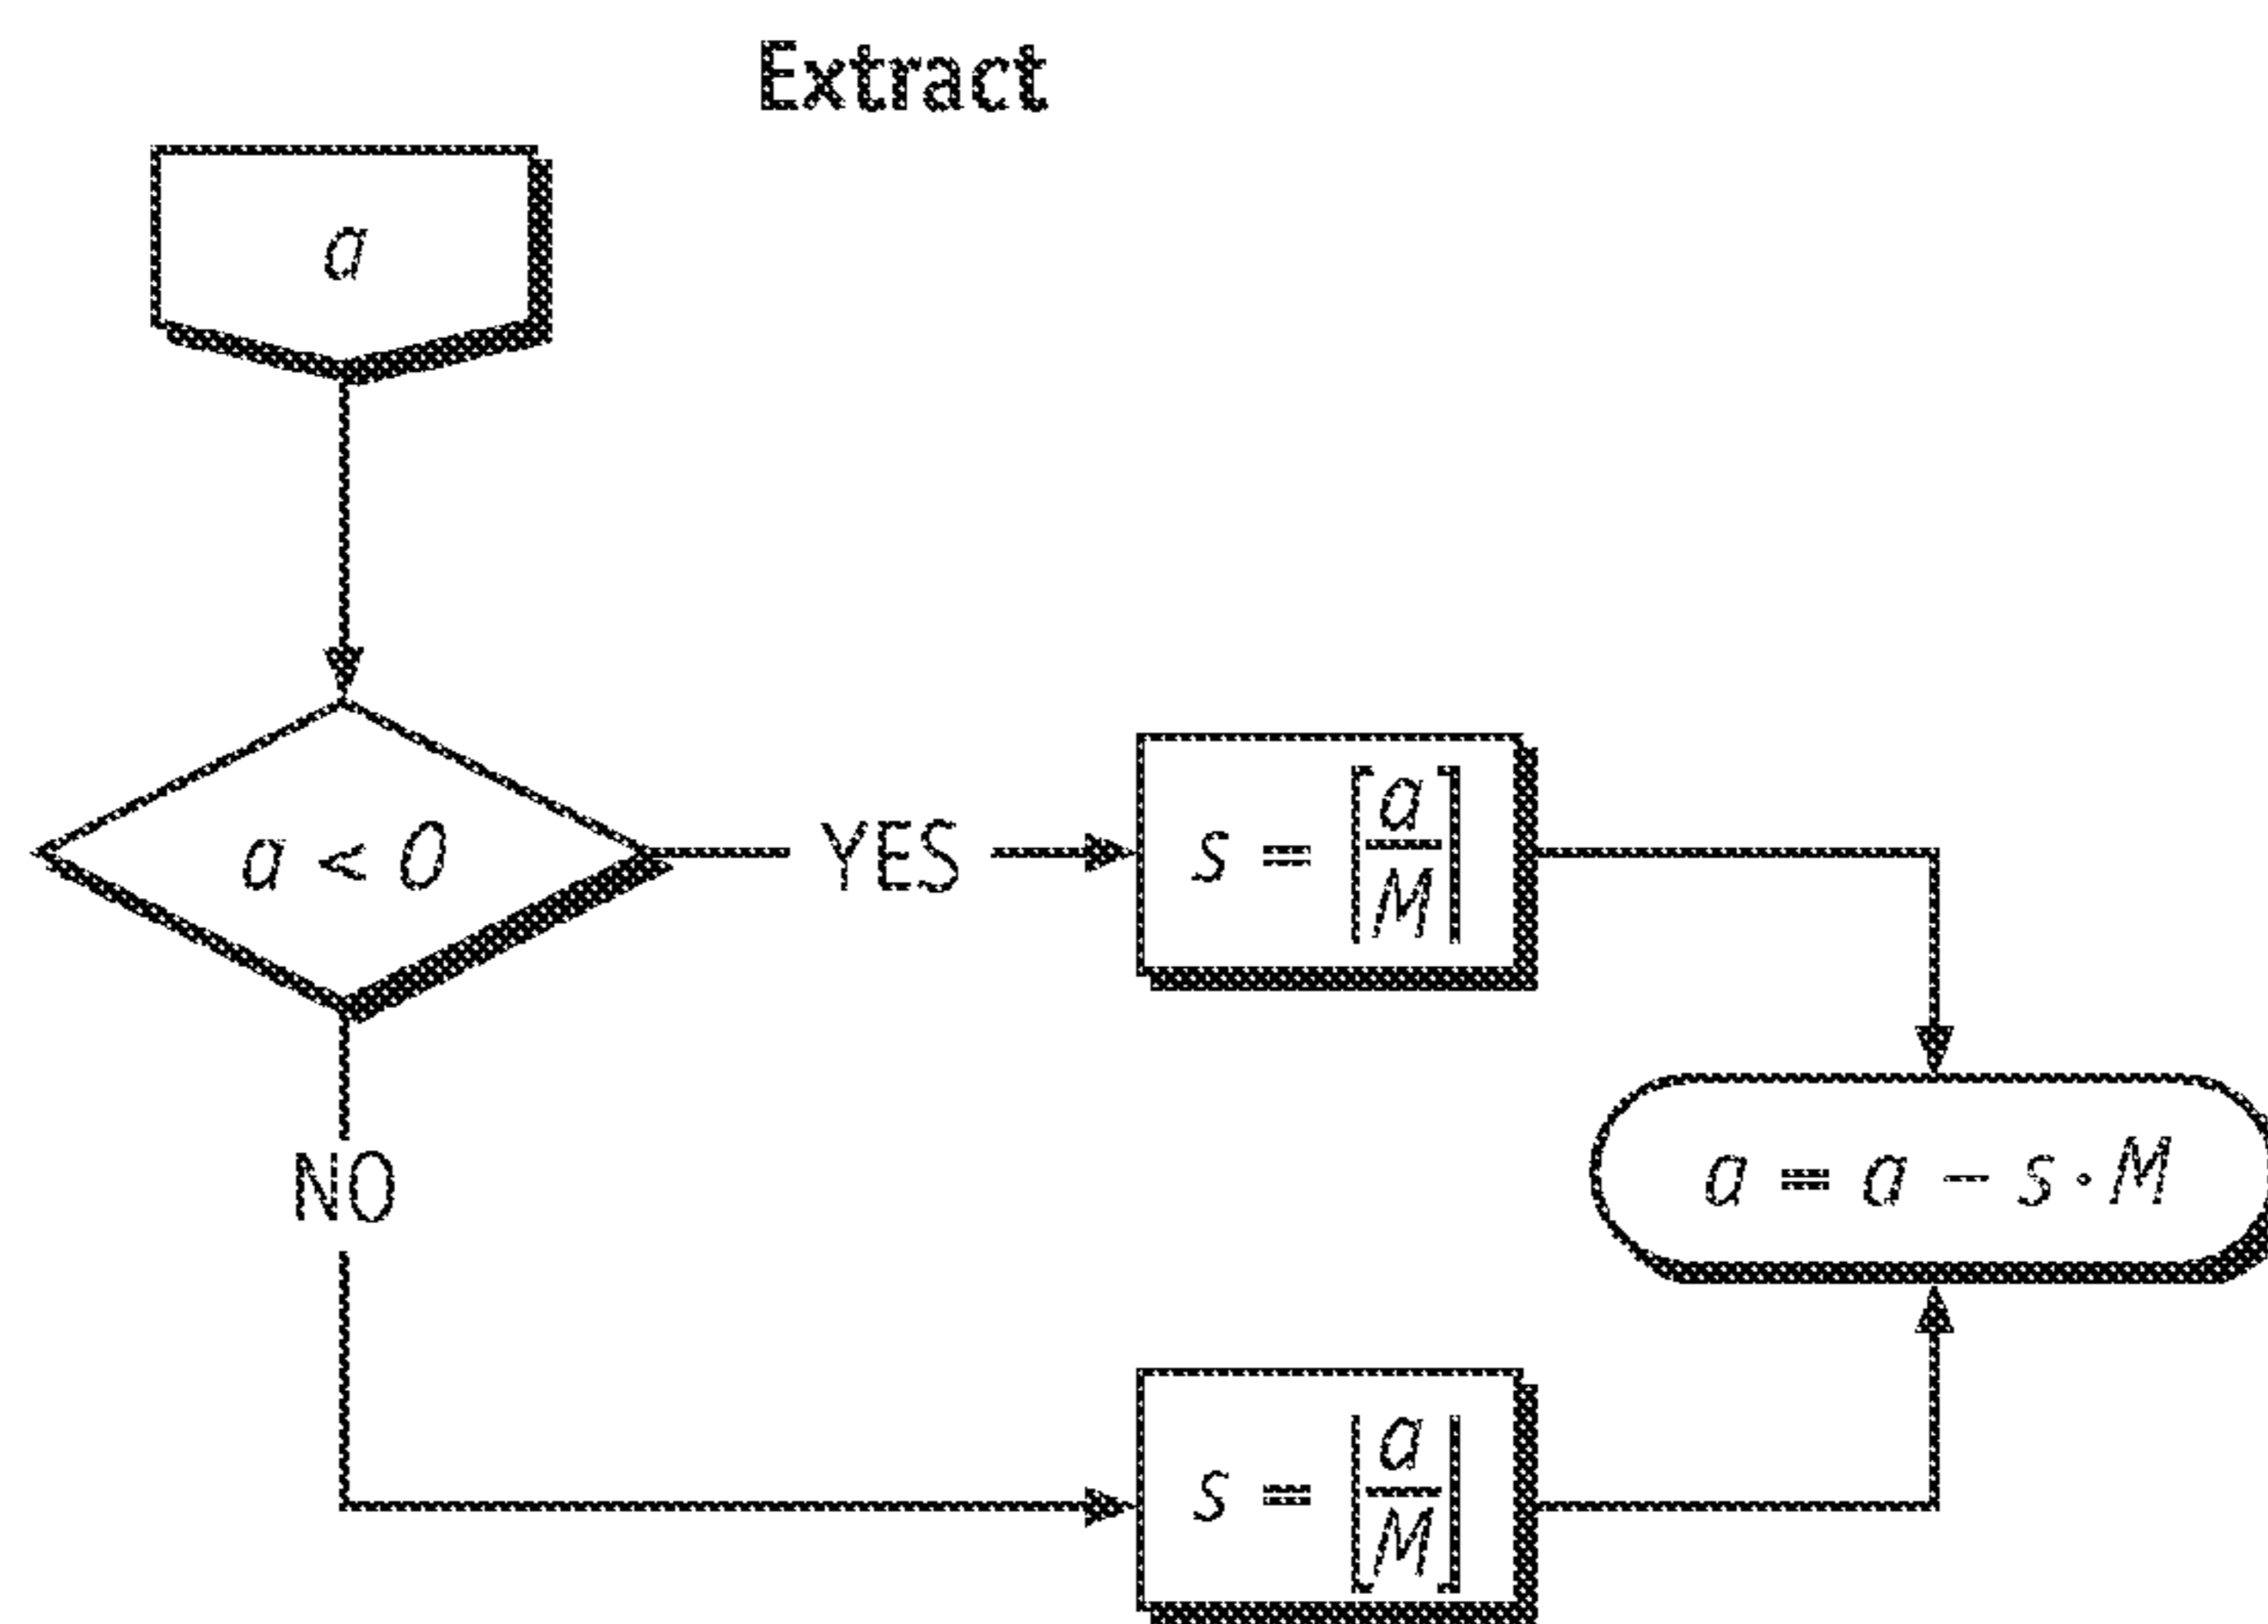 Extract
a
a < 0
YES
s = ⌈a/M⌉
a = a − s·M
NO
s = ⌊a/M⌋